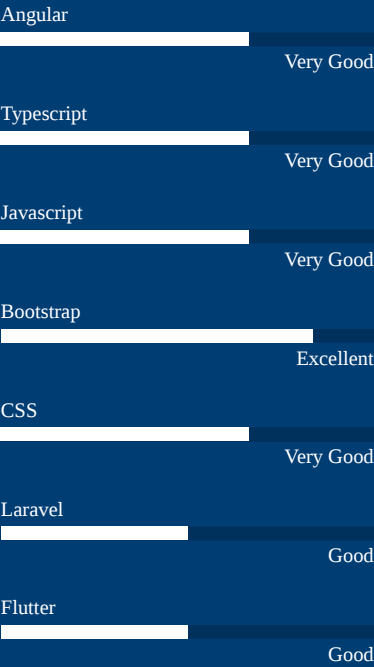 Angular
Very Good
Typescript
Very Good
Javascript
Very Good
Bootstrap
Excellent
CSS
Very Good
Laravel
Good
Flutter
Good